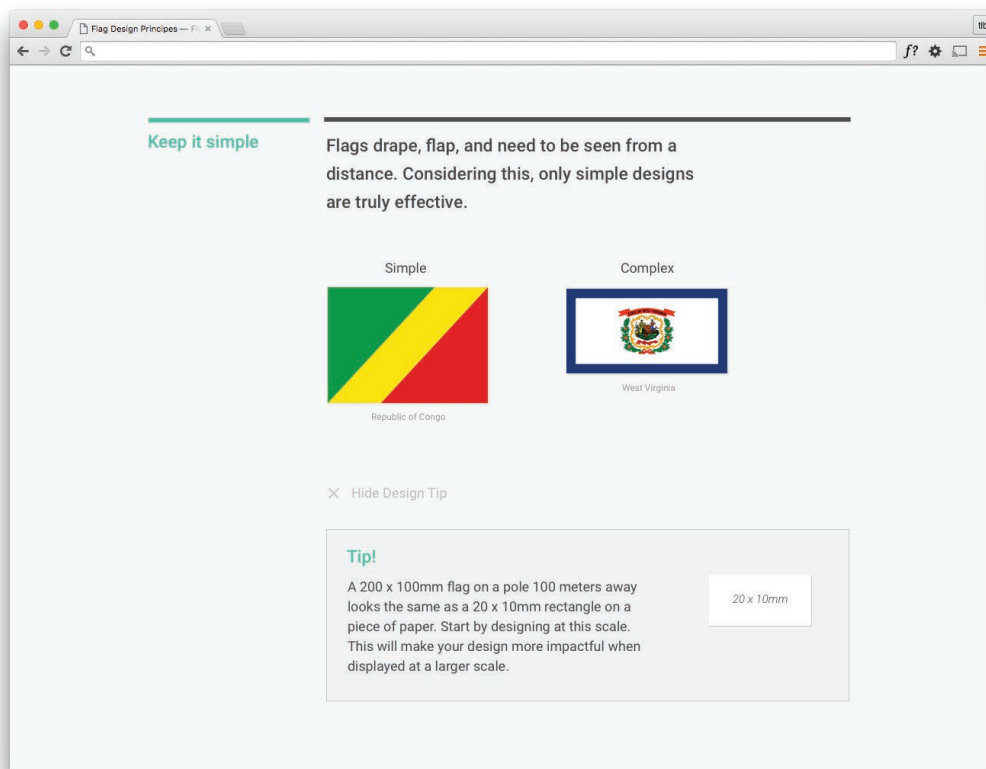 Flag Design Principes — Fl
f?
Keep it simple
Flags drape, flap, and need to be seen from a
distance. Considering this, only simple designs
are truly effective.
Simple
Complex
Republic of Congo
West Virginia
Hide Design Tip
Tip!
A 200 x 100mm flag on a pole 100 meters away
looks the same as a 20 x 10mm rectangle on a
piece of paper. Start by designing at this scale.
This will make your design more impactful when
displayed at a larger scale.
20 x 10mm